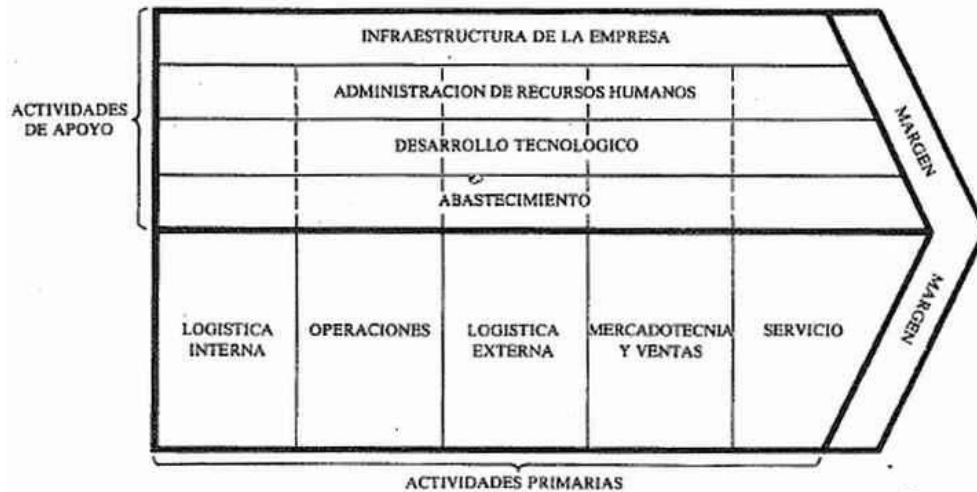 INFRAESTRUCTURA DE LA EMPRESA
ADMINISTRACION DE RECURSOS HUMANOS
ACTIVIDADES
DE APOYO
DESARROLLO TECNOLOGICO
ABASTECIMIENTO
MARGEN
LOGISTICA
INTERNA
OPERACIONES
LOGISTICA
EXTERNA
MERCADOTECNIA
Y VENTAS
SERVICIO
MARGEN
ACTIVIDADES PRIMARIAS